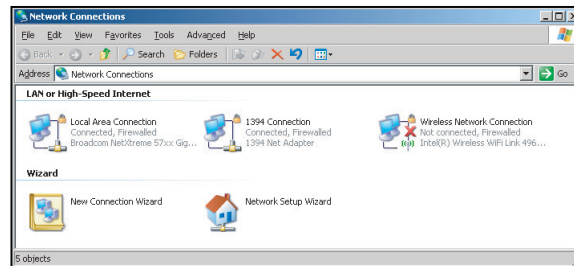 Network Connections
File Edit View Favorites Tools Advanced Help
Back Search Folders
Address Network Connections Go
LAN or High-Speed Internet
Local Area Connection
Connected, Firewalled
Broadcom NetXtreme 57xx Gig...
1394 Connection
Connected, Firewalled
1394 Net Adapter
Wireless Network Connection
Not connected, Firewalled
Intel(R) Wireless WiFi Link 496...
Wizard
New Connection Wizard
Network Setup Wizard
5 objects